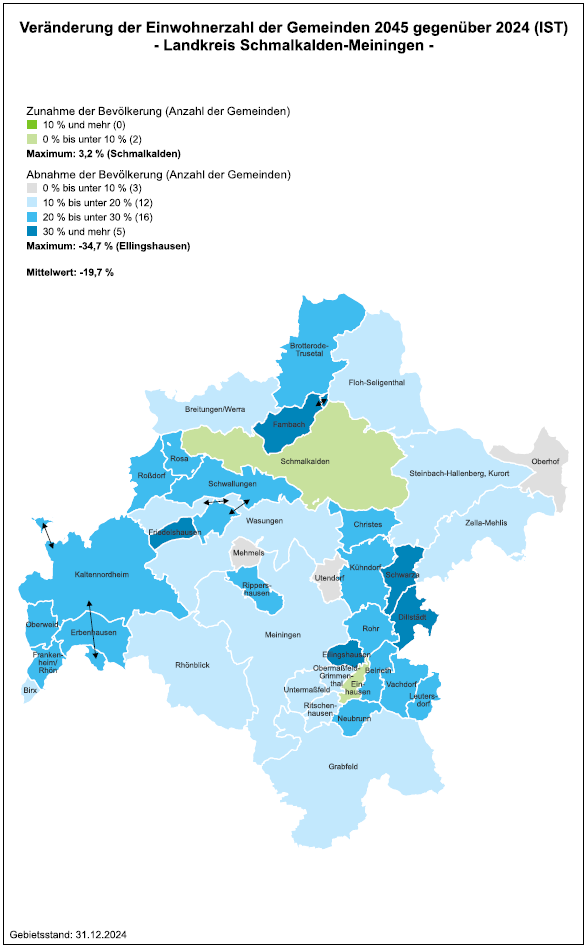 Veränderung der Einwohnerzahl der Gemeinden 2045 gegenüber 2024 (IST)
- Landkreis Schmalkalden-Meiningen -
Zunahme der Bevölkerung (Anzahl der Gemeinden)
10 % und mehr (0)
0 % bis unter 10 % (2)
Maximum: 3,2 % (Schmalkalden)
Abnahme der Bevölkerung (Anzahl der Gemeinden)
0 % bis unter 10 % (3)
10 % bis unter 20 % (12)
20 % bis unter 30 % (16)
30 % und mehr (5)
Maximum: -34,7 % (Ellingshausen)
Mittelwert: -19,7 %
Brotterode-
Trusetal
Floh-Seligenthal
Breitungen/Werra
Fambach
Rosa
Schmalkalden
Oberhof
Roßdorf
Steinbach-Hallenberg, Kurort
Schwallungen
Wasungen
Christes
Zella-Mehlis
Friedelshausen
Mehmels
Kaltennordheim
Kühndorf
Schwarza
Utendorf
Rippers-
hausen
Dillstädt
Oberweid
Erbenhausen
Meiningen
Rohr
Franken-
heim/
Rhön
Rhönblick
Ellingshausen
Obermaßfeld-
Grimmen-
thal
Belrieth
Birx
Untermaßfeld
Ein-
hausen
Vachdorf
Leuters-
dorf
Ritschen-
hausen
Neubrunn
Grabfeld
Gebietsstand: 31.12.2024